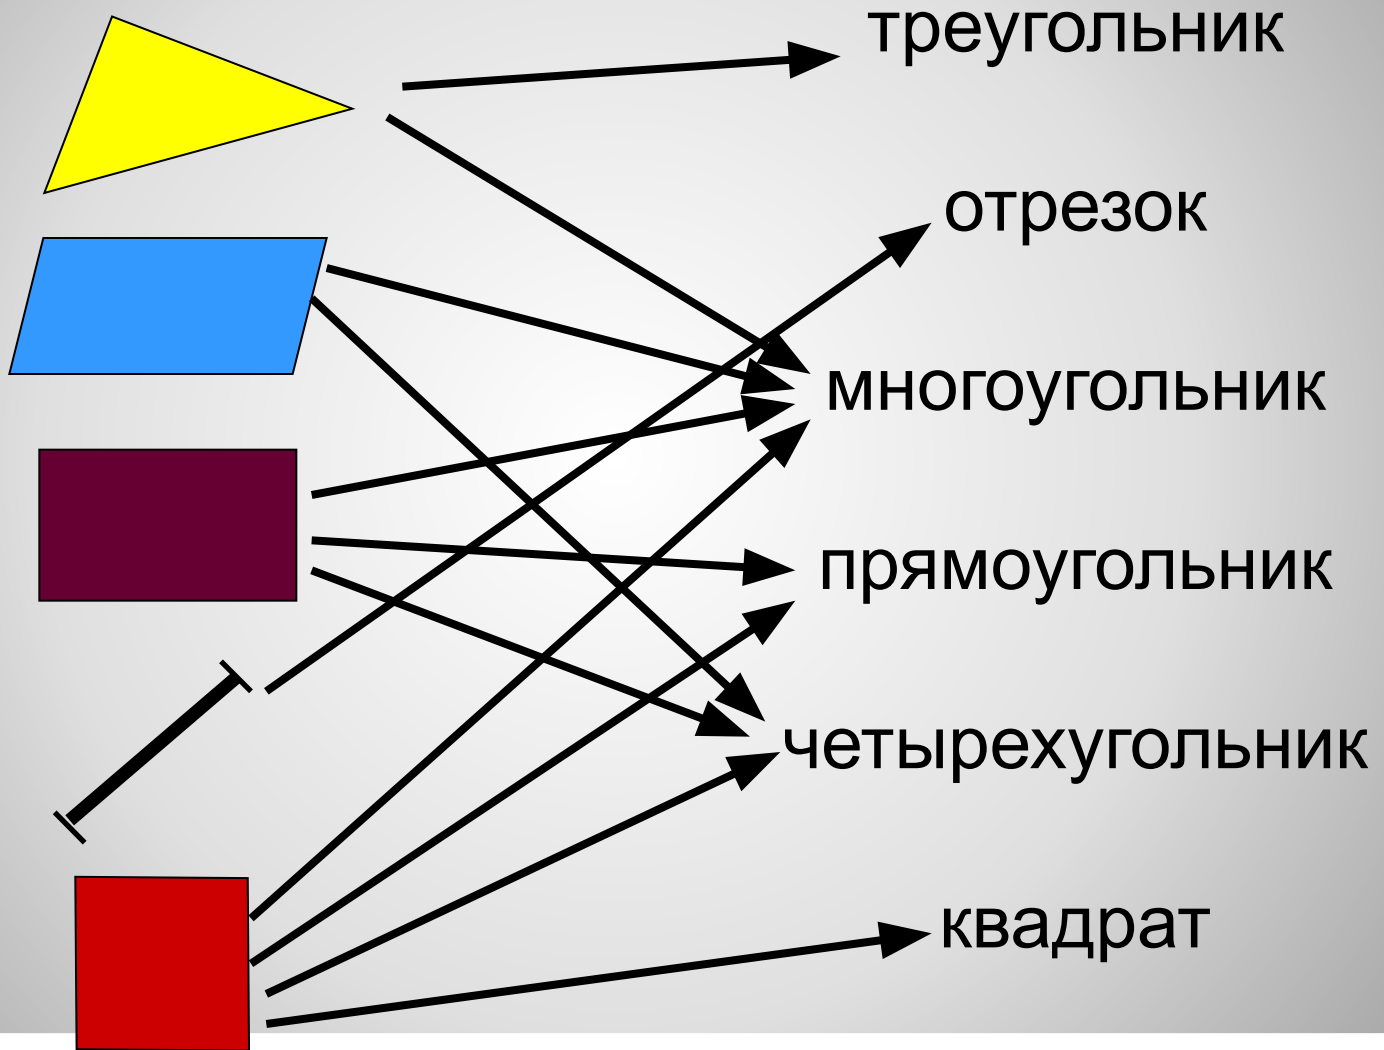 треугольник
отрезок
многоугольник
прямоугольник
четырехугольник
квадрат